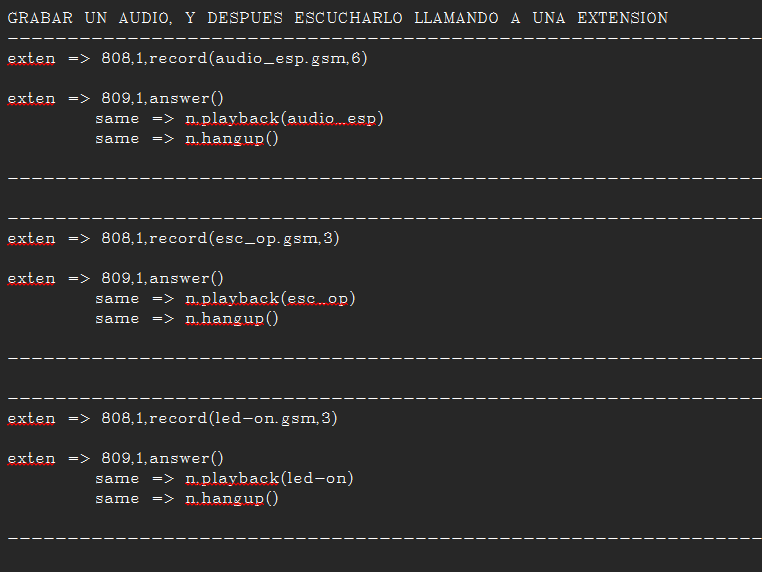 GRABAR UN AUDIO, Y DESPUES ESCUCHARLO LLAMANDO A UNA EXTENSION
---------------------------------------------------------------
exten => 808,1,record(audio_esp.gsm,6)
exten => 809,1,answer()
same => n,playback(audio_esp)
same => n,hangup()
---------------------------------------------------------------
---------------------------------------------------------------
exten => 808,1,record(esc_op.gsm,3)
exten => 809,1,answer()
same => n,playback(esc_op)
same => n,hangup()
---------------------------------------------------------------
---------------------------------------------------------------
exten => 808,1,record(led-on.gsm,3)
exten => 809,1,answer()
same => n,playback(led-on)
same => n,hangup()
---------------------------------------------------------------